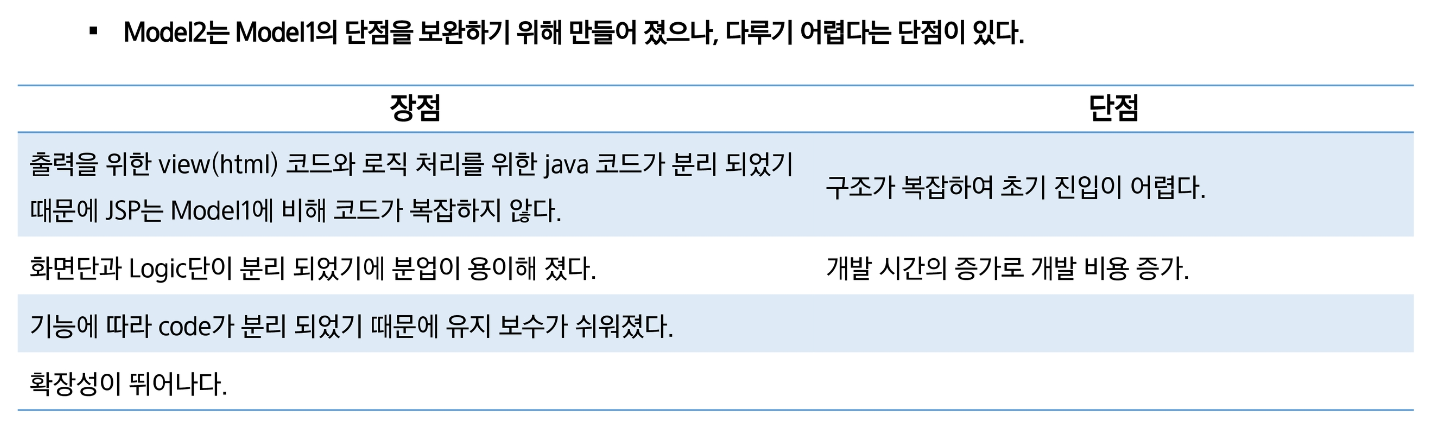 ▪ Model2는 Model1의 단점을 보완하기 위해 만들어 졌으나, 다루기 어렵다는 단점이 있다.
장점 단점
출력을 위한 view(html) 코드와 로직 처리를 위한 java 코드가 분리 되었기
때문에 JSP는 Model1에 비해 코드가 복잡하지 않다.
구조가 복잡하여 초기 진입이 어렵다.
화면단과 Logic단이 분리 되었기에 분업이 용이해 졌다. 개발 시간의 증가로 개발 비용 증가.
기능에 따라 code가 분리 되었기 때문에 유지 보수가 쉬워졌다.
확장성이 뛰어나다.